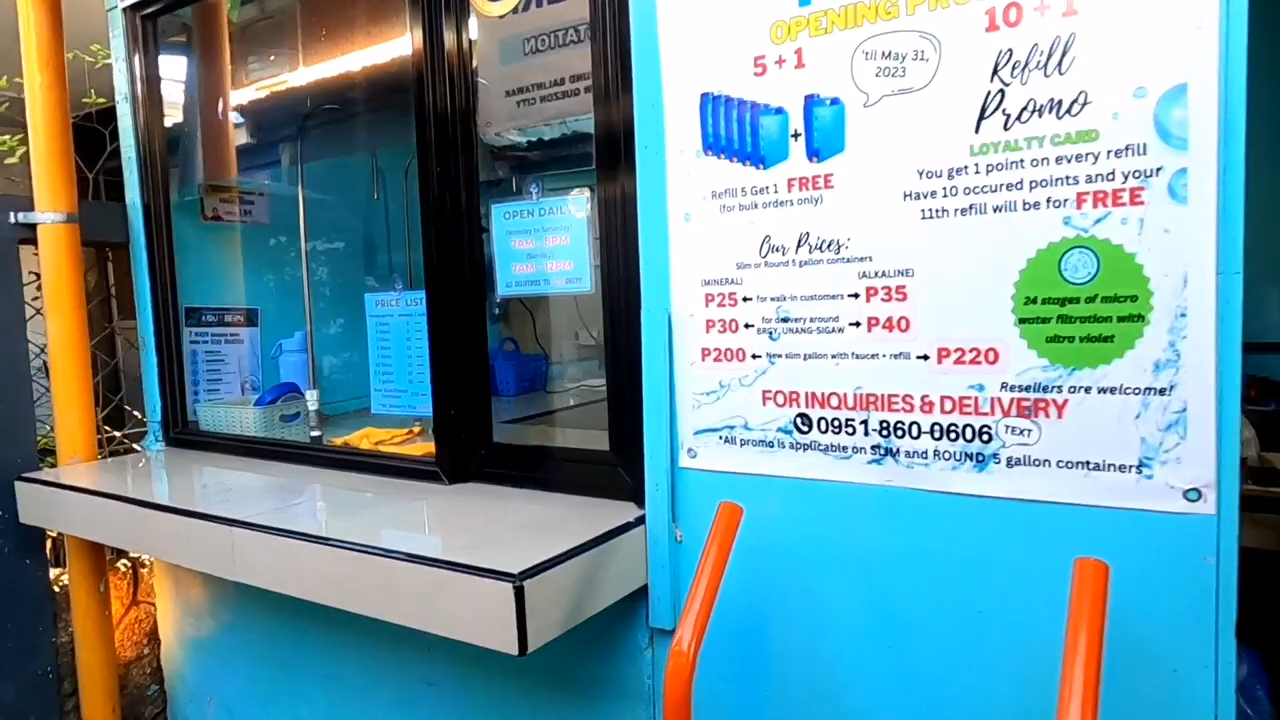 OPENING
5 + 1
10 + 1
'til May 31,
2023
Refill
Promo
LOYALTY CARD
You get 1 point on every refill
Have 10 occured points and your
11th refill will be for FREE
Refill 5 Get 1 FREE
(for bulk orders only)
Our Prices:
Slim or Round 5 gallon containers
(MINERAL)
(ALKALINE)
P25 for walk-in customers P35
P30 for delivery around BRGY, UNANG-SIGAW P40
P200 New slim gallon with faucet + refill P220
24 stages of micro
water filtration with
ultra violet
Resellers are welcome!
FOR INQUIRIES & DELIVERY
0951-860-0606 TEXT
*All promo is applicable on SLIM and ROUND 5 gallon containers
OPEN DAILY
(Monday to Saturday)
7AM - 8PM
(Sunday)
7AM - 12PM
PRICE LIST